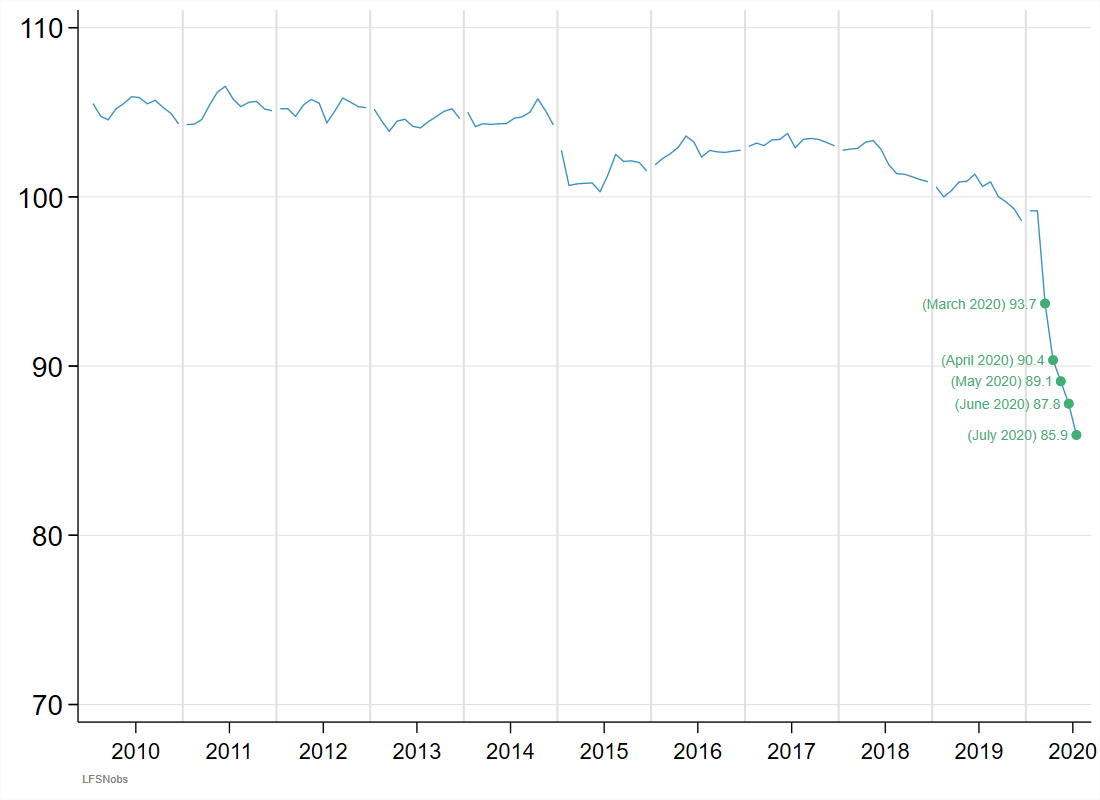 110
100
90
80
70
(March 2020) 93.7
(April 2020) 90.4
(May 2020) 89.1
(June 2020) 87.8
(July 2020) 85.9
2010 2011 2012 2013 2014 2015 2016 2017 2018 2019 2020
LFSNobs